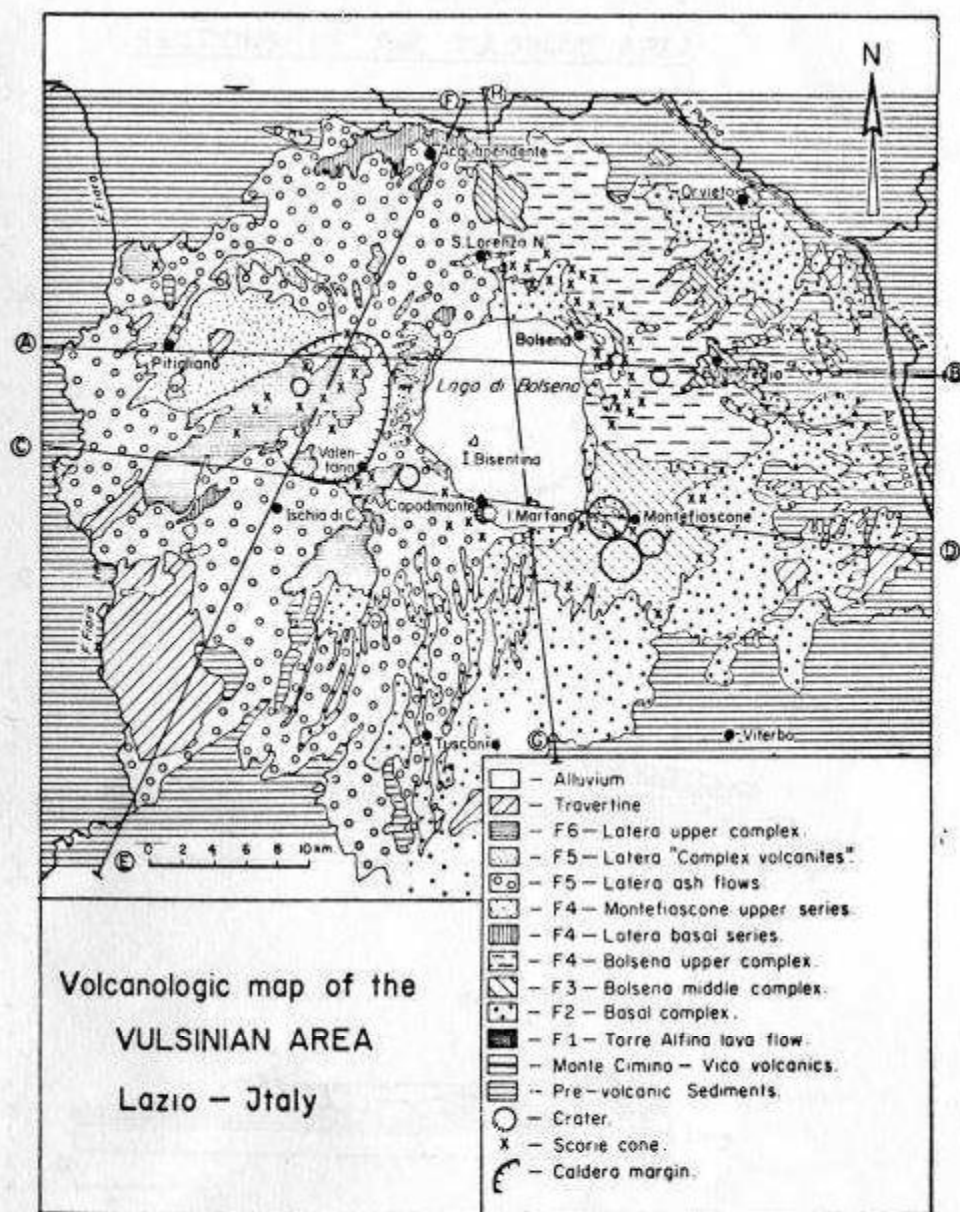 N
F
H
F. Paglia
F. Fiora
Acquapendente
Orvieto
S. Lorenzo N.
A
Bolsena
Pitigliano
B
Lago di Bolsena
C
Valen-
tano
I Bisentina
Autostrada
Capodimonte
Ischia di C.
I. Martana
Montefiascone
D
F. Fiora
Tuscani
G
Viterbo
E
0 2 4 6 8 10 km.
- Alluvium
- Travertine
- F6 - Latera upper complex.
- F5 - Latera "Complex volcanites".
- F5 - Latera ash flows
- F4 - Montefiascone upper series.
- F4 - Latera basal series.
- F4 - Bolsena upper complex.
- F3 - Bolsena middle complex.
- F2 - Basal complex.
- F1 - Torre Alfina lava flow.
- Monte Cimino - Vico volcanics.
- Pre-volcanic Sediments.
- Crater.
x - Scorie cone.
- Caldera margin.
Volcanologic map of the
VULSINIAN AREA
Lazio - Italy